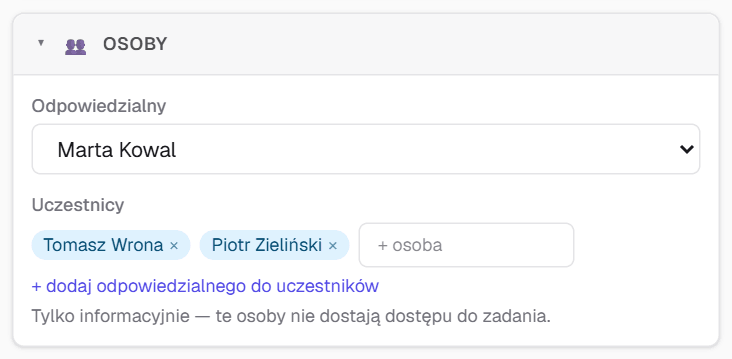 OSOBY
Odpowiedzialny
Marta Kowal
Uczestnicy
Tomasz Wrona × Piotr Zieliński × + osoba
+ dodaj odpowiedzialnego do uczestników
Tylko informacyjnie — te osoby nie dostają dostępu do zadania.